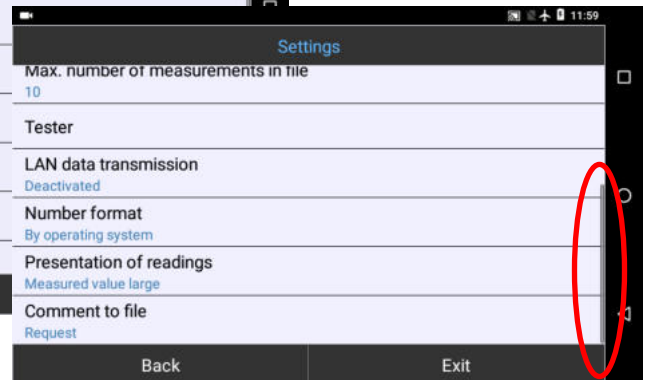 11:59
Settings
Max. number of measurements in file
10
Tester
LAN data transmission
Deactivated
Number format
By operating system
Presentation of readings
Measured value large
Comment to file
Request
Back Exit